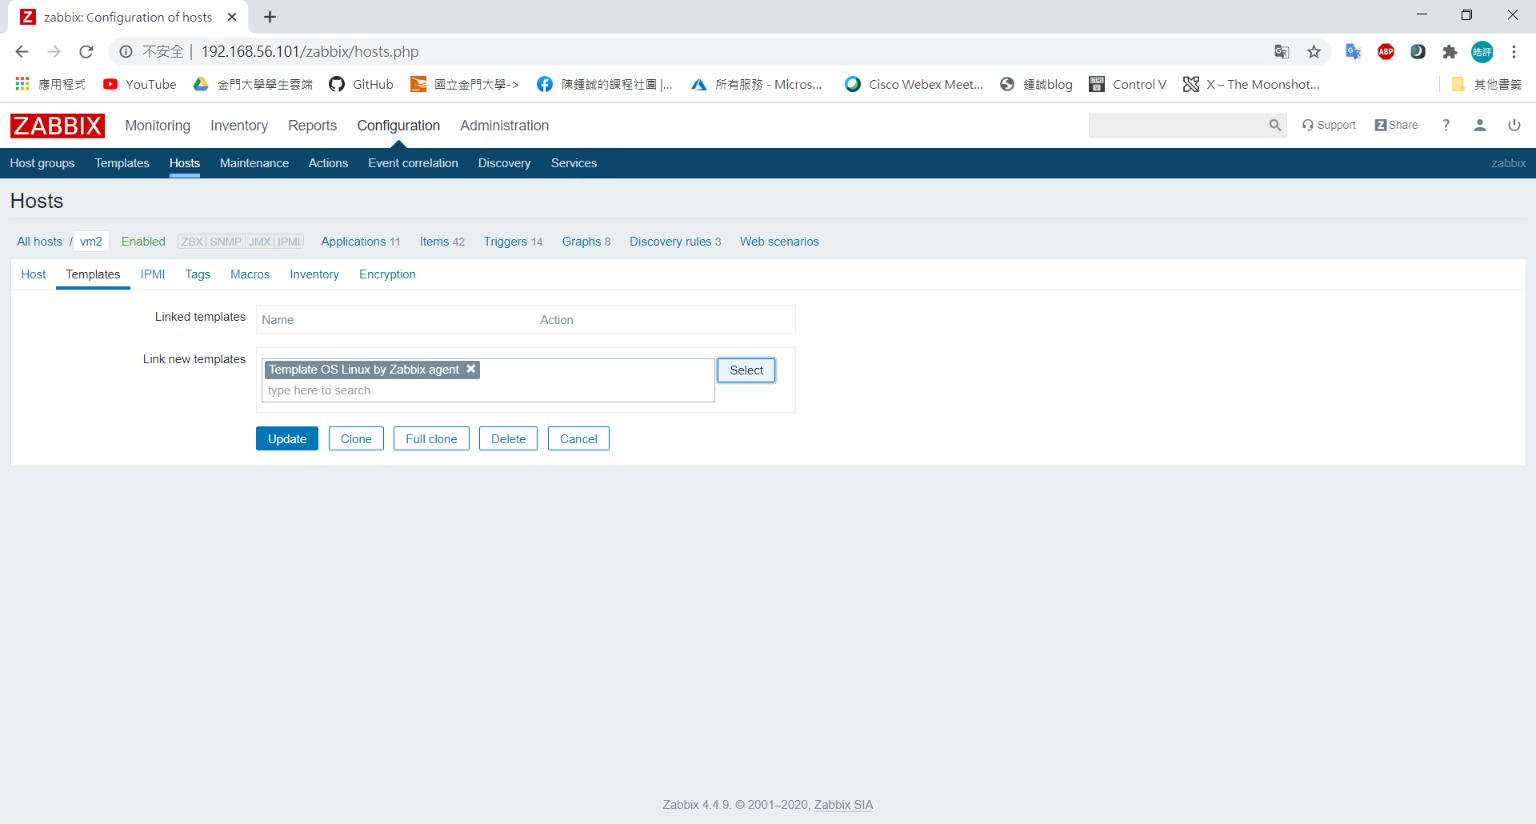 zabbix: Configuration of hosts
不安全 | 192.168.56.101/zabbix/hosts.php
應用程式 YouTube 金門大學學生雲端 GitHub 國立金門大學-> 陳鍾誠的課程社團 |... 所有服務 - Micros... Cisco Webex Meet... 鍾誠blog Control V X – The Moonshot... 其他書籤
ZABBIX Monitoring Inventory Reports Configuration Administration Support Z Share ?
Host groups Templates Hosts Maintenance Actions Event correlation Discovery Services zabbix
Hosts
All hosts / vm2 Enabled ZBX SNMP JMX IPMI Applications 11 Items 42 Triggers 14 Graphs 8 Discovery rules 3 Web scenarios
Host Templates IPMI Tags Macros Inventory Encryption
Linked templates Name Action
Link new templates Template OS Linux by Zabbix agent Select
type here to search
Update Clone Full clone Delete Cancel
Zabbix 4.4.9. © 2001–2020, Zabbix SIA